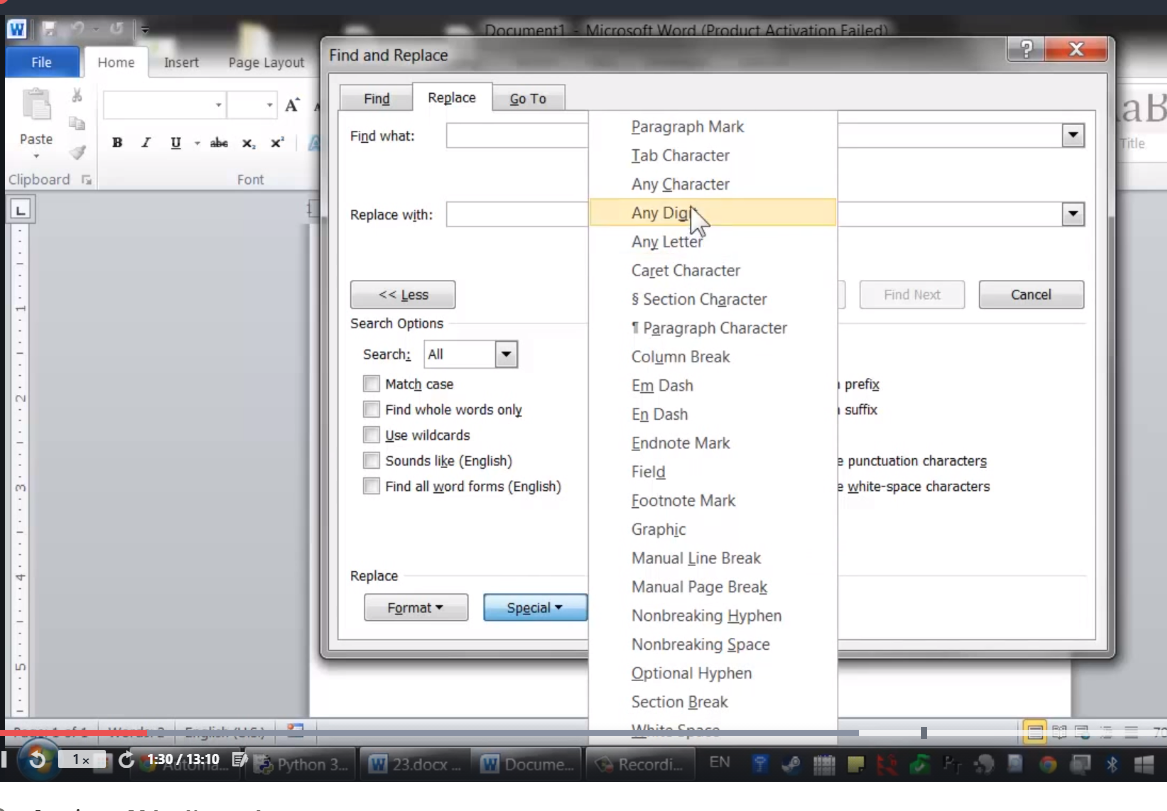 Document1 - Microsoft Word (Product Activation Failed)
File Home Insert Page Layout
Paste
Clipboard
Font
Title
Find and Replace
Find Replace Go To
Find what:
Replace with:
<< Less
Find Next
Cancel
Search Options
Search: All
Match case
Find whole words only
Use wildcards
Sounds like (English)
Find all word forms (English)
prefix
suffix
punctuation characters
white-space characters
Replace
Format
Special
Paragraph Mark
Tab Character
Any Character
Any Digit
Any Letter
Caret Character
§ Section Character
¶ Paragraph Character
Column Break
Em Dash
En Dash
Endnote Mark
Field
Footnote Mark
Graphic
Manual Line Break
Manual Page Break
Nonbreaking Hyphen
Nonbreaking Space
Optional Hyphen
Section Break
White Space
1x 1:30 / 13:10 Python 3... 23.docx ... Docume... Recordi... EN